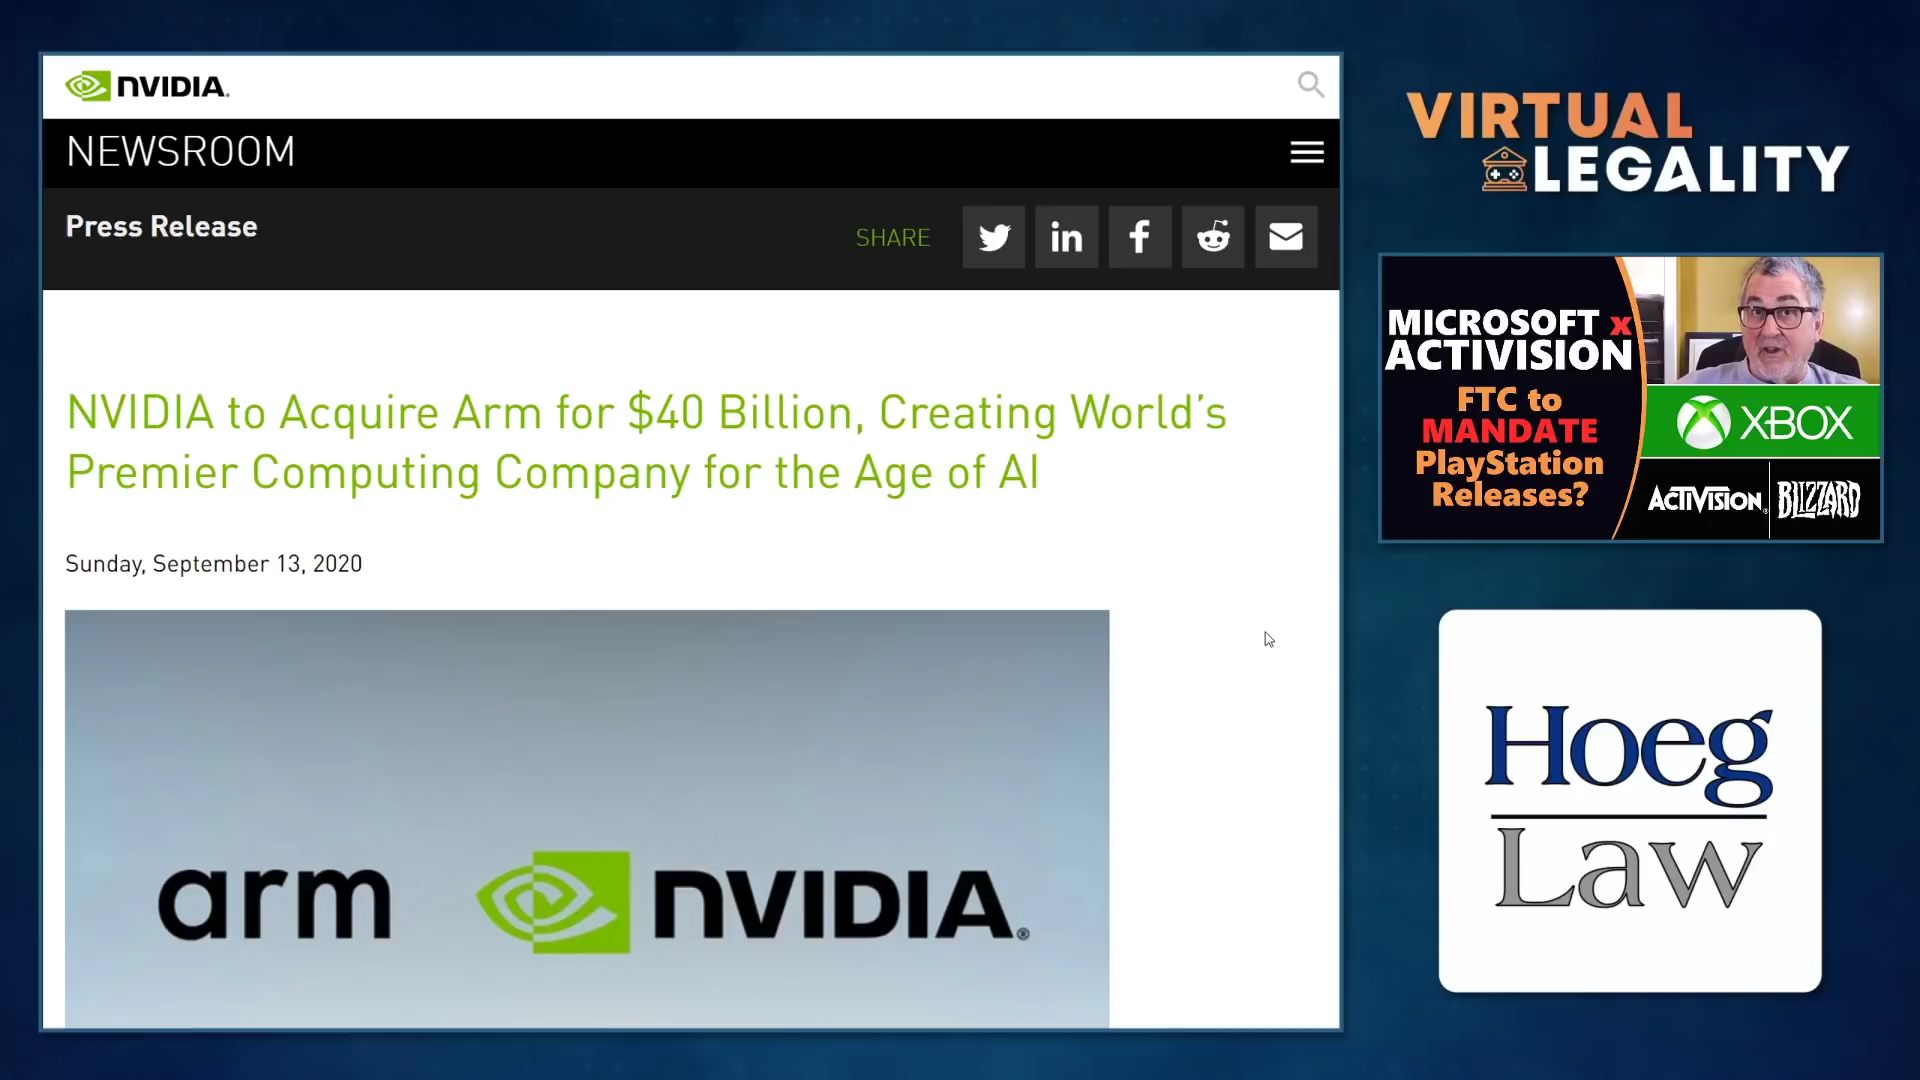 NVIDIA.
NEWSROOM
Press Release
SHARE
NVIDIA to Acquire Arm for $40 Billion, Creating World's
Premier Computing Company for the Age of AI
Sunday, September 13, 2020
arm NVIDIA.®
VIRTUAL
LEGALITY
MICROSOFT x
ACTIVISION
FTC to
MANDATE
PlayStation
Releases?
XBOX
ACTIVISION® BLIZZARD
Hoeg
Law